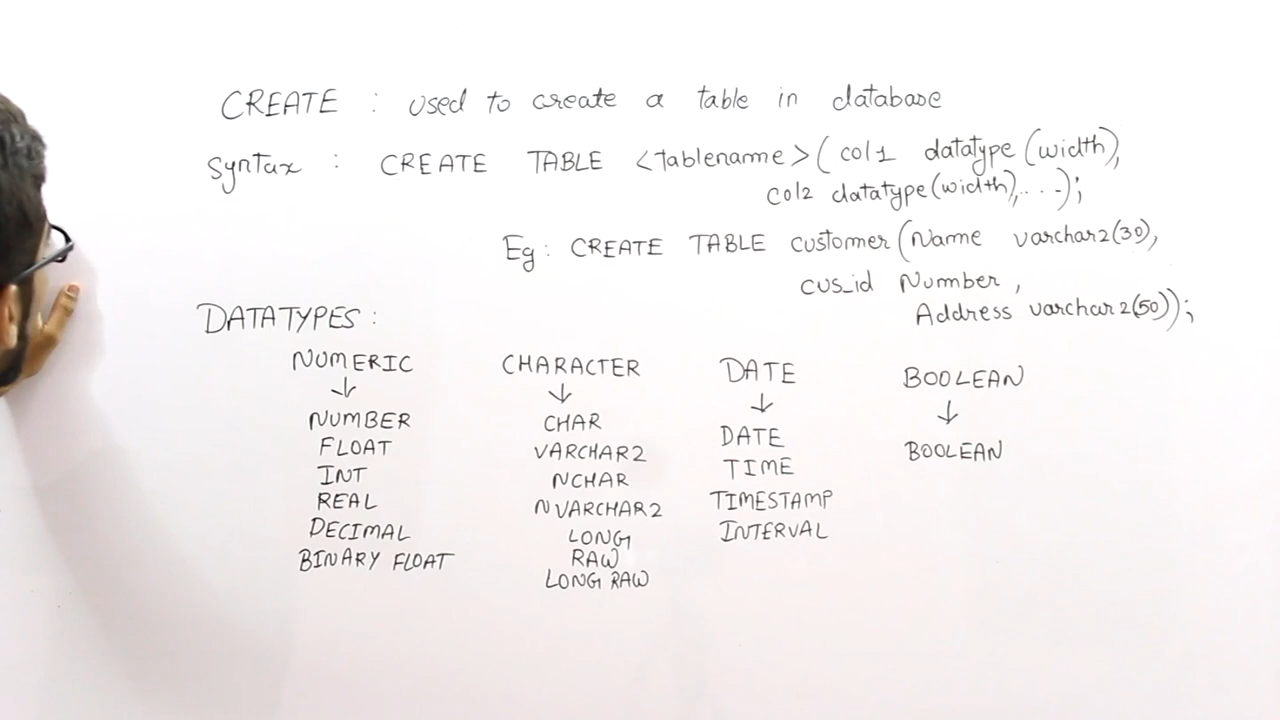 CREATE : used to create a table in database
Syntax : CREATE TABLE <tablename>(col1 datatype(width),
col2 datatype(width),...-);
Eg: CREATE TABLE customer(Name varchar2(30),
cus_id Number,
Address varchar2(50));
DATATYPES:
NUMERIC CHARACTER DATE BOOLEAN
NUMBER CHAR DATE BOOLEAN
FLOAT VARCHAR2 TIME
INT NCHAR TIMESTAMP
REAL NVARCHAR2 INTERVAL
DECIMAL LONG
BINARY FLOAT RAW
LONG RAW